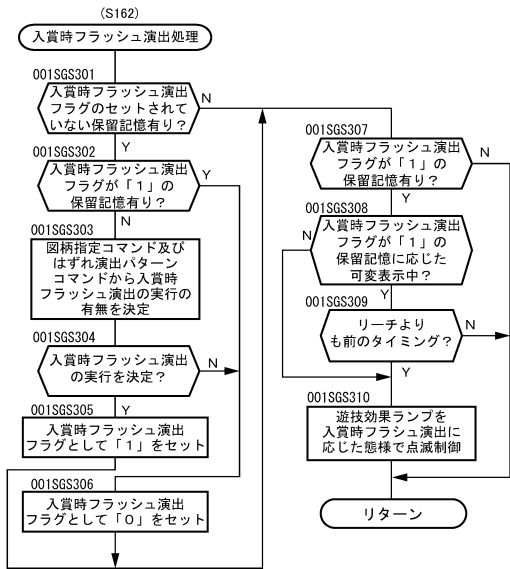 (S162)
入賞時フラッシュ演出処理
001SGS301
入賞時フラッシュ演出
フラグのセットされて
いない保留記憶有り？
N
Y
001SGS302
入賞時フラッシュ演出
フラグが「１」の
保留記憶有り？
Y
N
001SGS303
図柄指定コマンド及び
はずれ演出パターン
コマンドから入賞時
フラッシュ演出の実行の
有無を決定
001SGS304
入賞時フラッシュ演出
の実行を決定？
N
Y
001SGS305
入賞時フラッシュ演出
フラグとして「１」をセット
001SGS306
入賞時フラッシュ演出
フラグとして「０」をセット
001SGS307
入賞時フラッシュ演出
フラグが「１」の
保留記憶有り？
N
Y
001SGS308
入賞時フラッシュ演出
フラグが「１」の
保留記憶に応じた
可変表示中？
N
Y
001SGS309
リーチより
も前のタイミング？
N
Y
001SGS310
遊技効果ランプを
入賞時フラシュ演出に
応じた態様で点滅制御
リターン